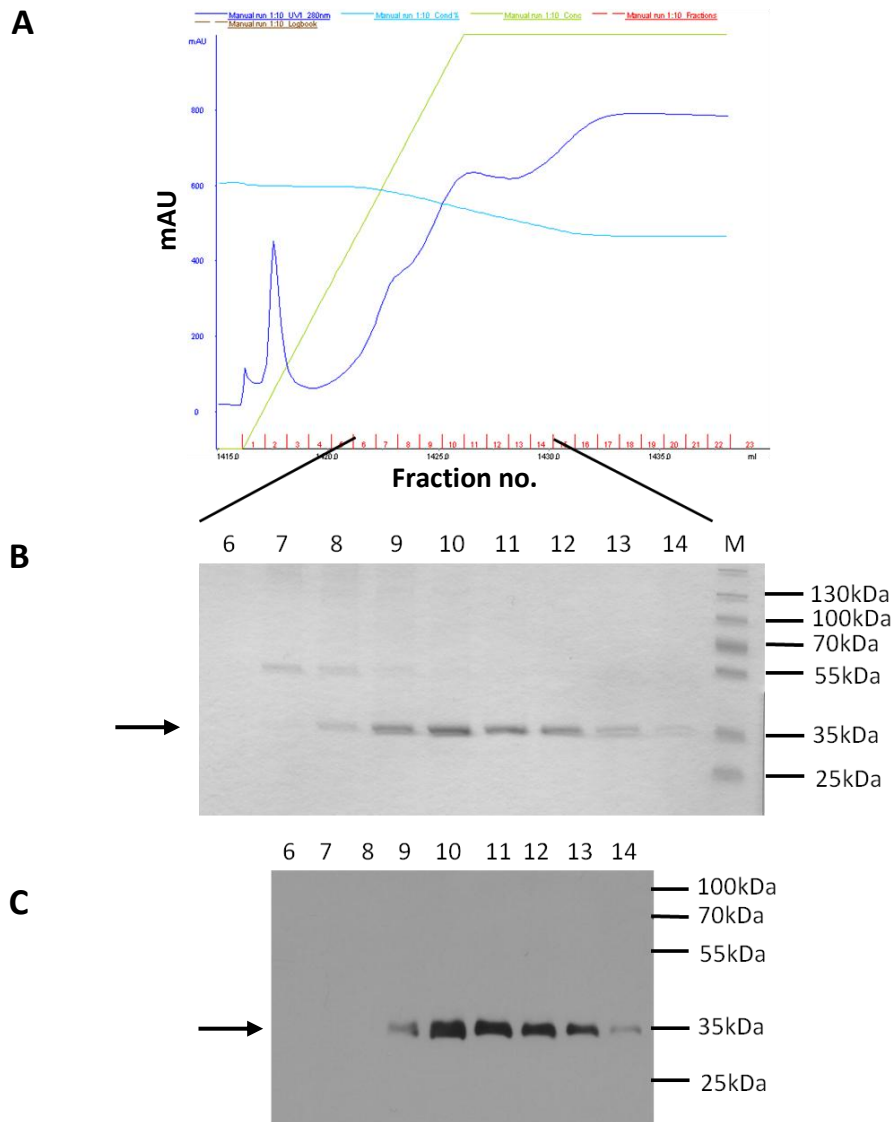 A
Manual run 1:10_UV1_280nm Manual run 1:10_Cond% Manual run 1:10_Conc Manual run 1:10_Fractions
Manual run 1:10_Logbook
mAU
800
600
400
200
0
mAU
1 2 3 4 5 6 7 8 9 10 11 12 13 14 15 16 17 18 19 20 21 22 23
1415.0 1420.0 1425.0 1430.0 1435.0 ml
Fraction no.
B
6 7 8 9 10 11 12 13 14 M
130kDa
100kDa
70kDa
55kDa
35kDa
25kDa
C
6 7 8 9 10 11 12 13 14
100kDa
70kDa
55kDa
35kDa
25kDa